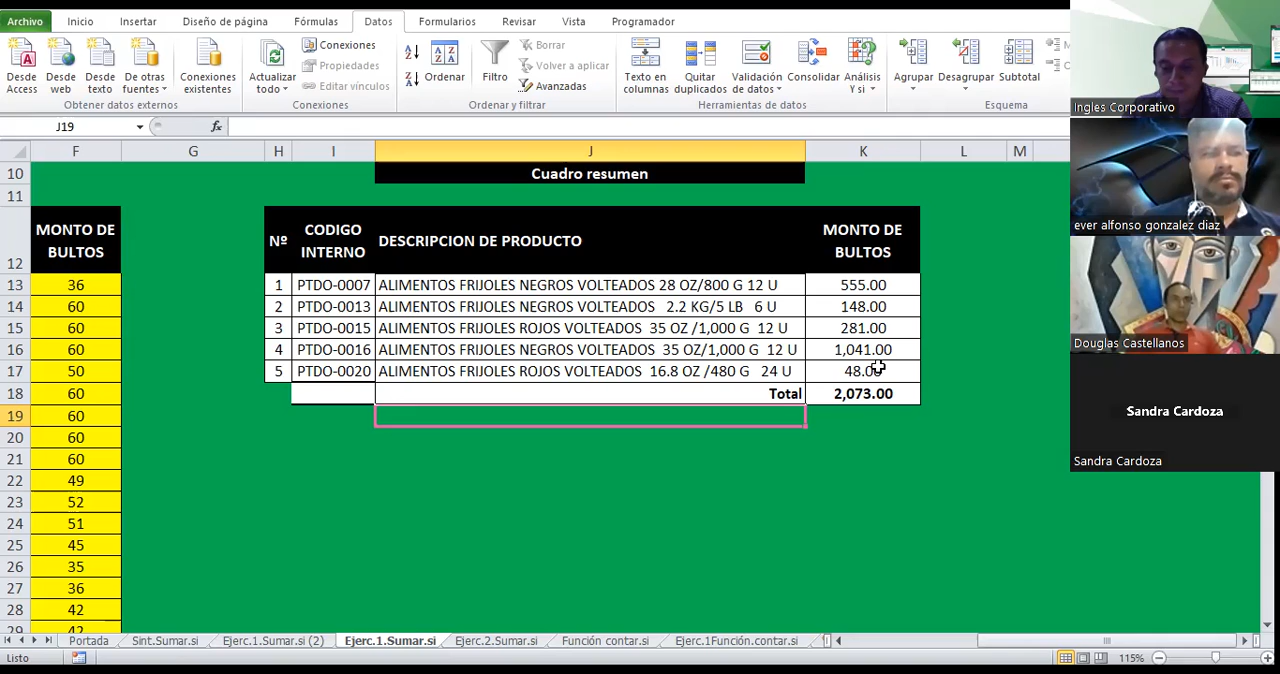 Archivo Inicio Insertar Diseño de página Fórmulas Datos Formularios Revisar Vista Programador
Desde Access
Desde web
Desde texto
De otras fuentes
Conexiones existentes
Obtener datos externos
Actualizar todo
Conexiones
Propiedades
Editar vínculos
Conexiones
Ordenar
Filtro
Borrar
Volver a aplicar
Avanzadas
Ordenar y filtrar
Texto en columnas
Quitar duplicados
Validación de datos
Consolidar
Análisis Y si
Herramientas de datos
Agrupar
Desagrupar
Subtotal
Esquema
J19 fx
F G H I J K L M
10 Cuadro resumen
11
12 MONTO DE BULTOS Nº CODIGO INTERNO DESCRIPCION DE PRODUCTO MONTO DE BULTOS
13 36 1 PTDO-0007 ALIMENTOS FRIJOLES NEGROS VOLTEADOS 28 OZ/800 G 12 U 555.00
14 60 2 PTDO-0013 ALIMENTOS FRIJOLES NEGROS VOLTEADOS 2.2 KG/5 LB 6 U 148.00
15 60 3 PTDO-0015 ALIMENTOS FRIJOLES ROJOS VOLTEADOS 35 OZ /1,000 G 12 U 281.00
16 60 4 PTDO-0016 ALIMENTOS FRIJOLES NEGROS VOLTEADOS 35 OZ/1,000 G 12 U 1,041.00
17 50 5 PTDO-0020 ALIMENTOS FRIJOLES ROJOS VOLTEADOS 16.8 OZ /480 G 24 U 48.00
18 60 Total 2,073.00
19 60
20 60
21 60
22 49
23 52
24 51
25 45
26 35
27 36
28 42
29 42
Portada Sint.Sumar.si Ejerc.1.Sumar.si (2) Ejerc.1.Sumar.si Ejerc.2.Sumar.si Función contar.si Ejerc.1Función.contar.si
Listo 115%
Ingles Corporativo
ever alfonso gonzalez diaz
Douglas Castellanos
Sandra Cardoza
Sandra Cardoza